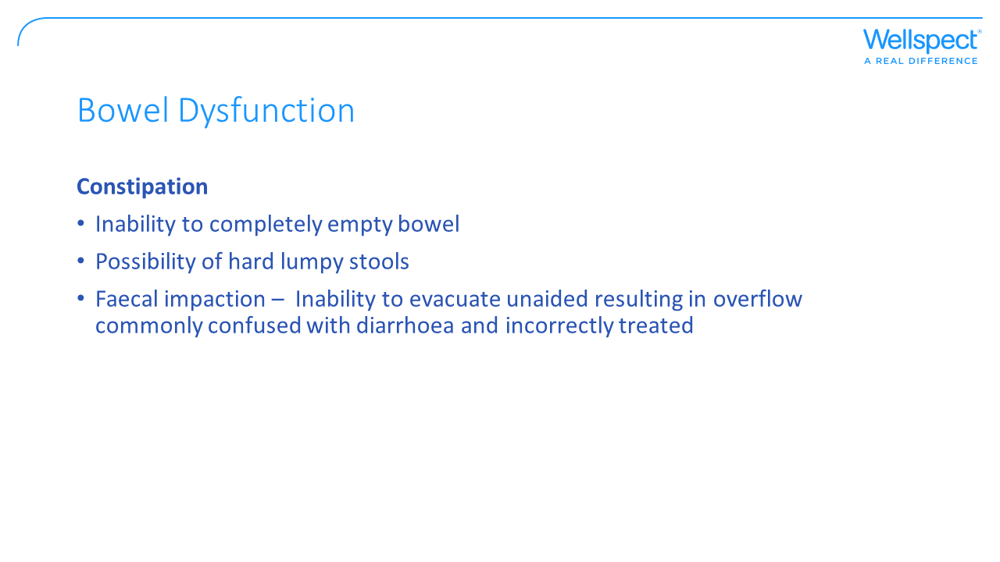 Wellspect®
A REAL DIFFERENCE
Bowel Dysfunction
Constipation
• Inability to completely empty bowel
• Possibility of hard lumpy stools
• Faecal impaction – Inability to evacuate unaided resulting in overflow
commonly confused with diarrhoea and incorrectly treated